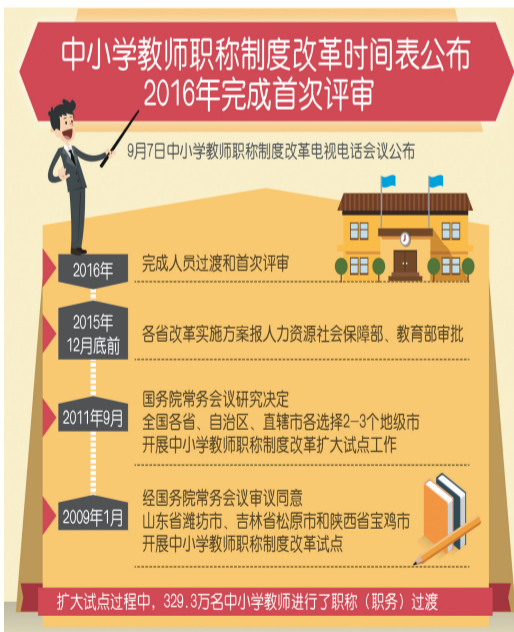 中小学教师职称制度改革时间表公布
2016年完成首次评审
9月7日中小学教师职称制度改革电视电话会议公布
2016年
完成人员过渡和首次评审
2015年
12月底前
各省改革实施方案报人力资源社会保障部、教育部审批
2011年9月
国务院常务会议研究决定
全国各省、自治区、直辖市各选择2-3个地级市
开展中小学教师职称制度改革扩大试点工作
2009年1月
经国务院常务会议审议同意
山东省潍坊市、吉林省松原市和陕西省宝鸡市
开展中小学教师职称制度改革试点
扩大试点过程中，329.3万名中小学教师进行了职称（职务）过渡